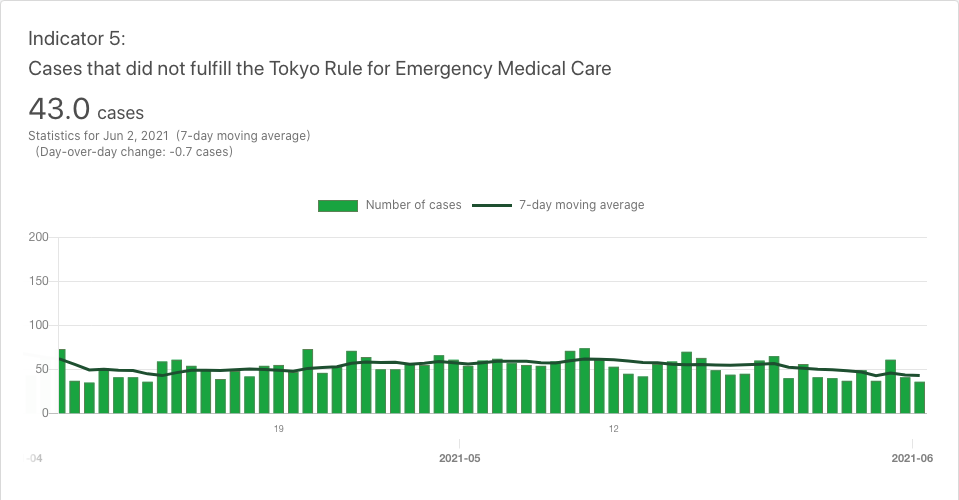 Indicator 5:
Cases that did not fulfill the Tokyo Rule for Emergency Medical Care
43.0 cases
Statistics for Jun 2, 2021 (7-day moving average)
(Day-over-day change: -0.7 cases)
Number of cases 7-day moving average
200
150
100
50
0
19 12
-04 2021-05 2021-06